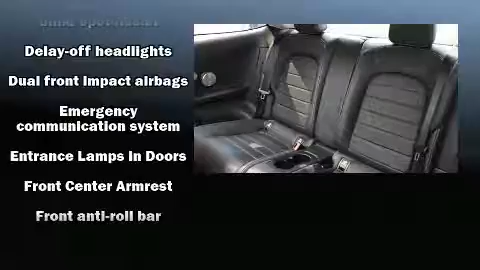 Delay-off headlights
Dual front impact airbags
Emergency
communication system
Entrance Lamps In Doors
Front Center Armrest
Front anti-roll bar